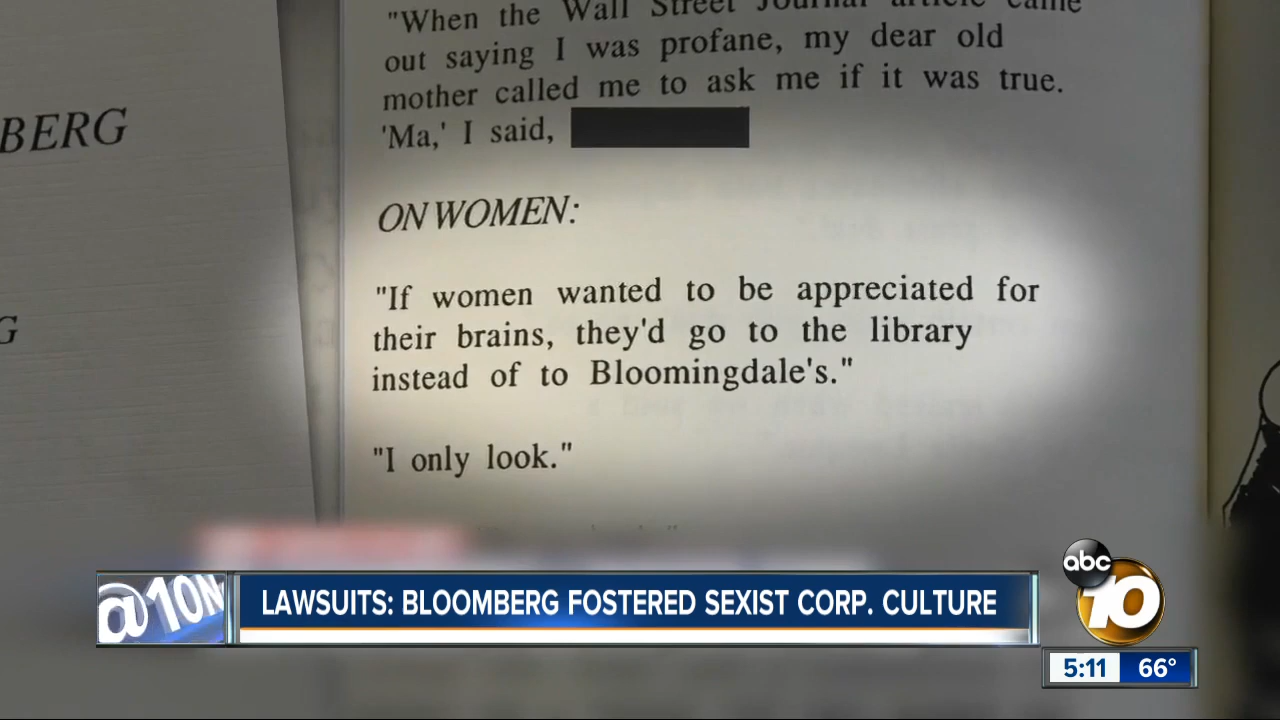 "When the Wall Street Journal article came
out saying I was profane, my dear old
mother called me to ask me if it was true.
'Ma,' I said,
BERG
ON WOMEN:
"If women wanted to be appreciated for
their brains, they'd go to the library
instead of to Bloomingdale's."
G
"I only look."
@10N
LAWSUITS: BLOOMBERG FOSTERED SEXIST CORP. CULTURE
abc
10
5:11 66°